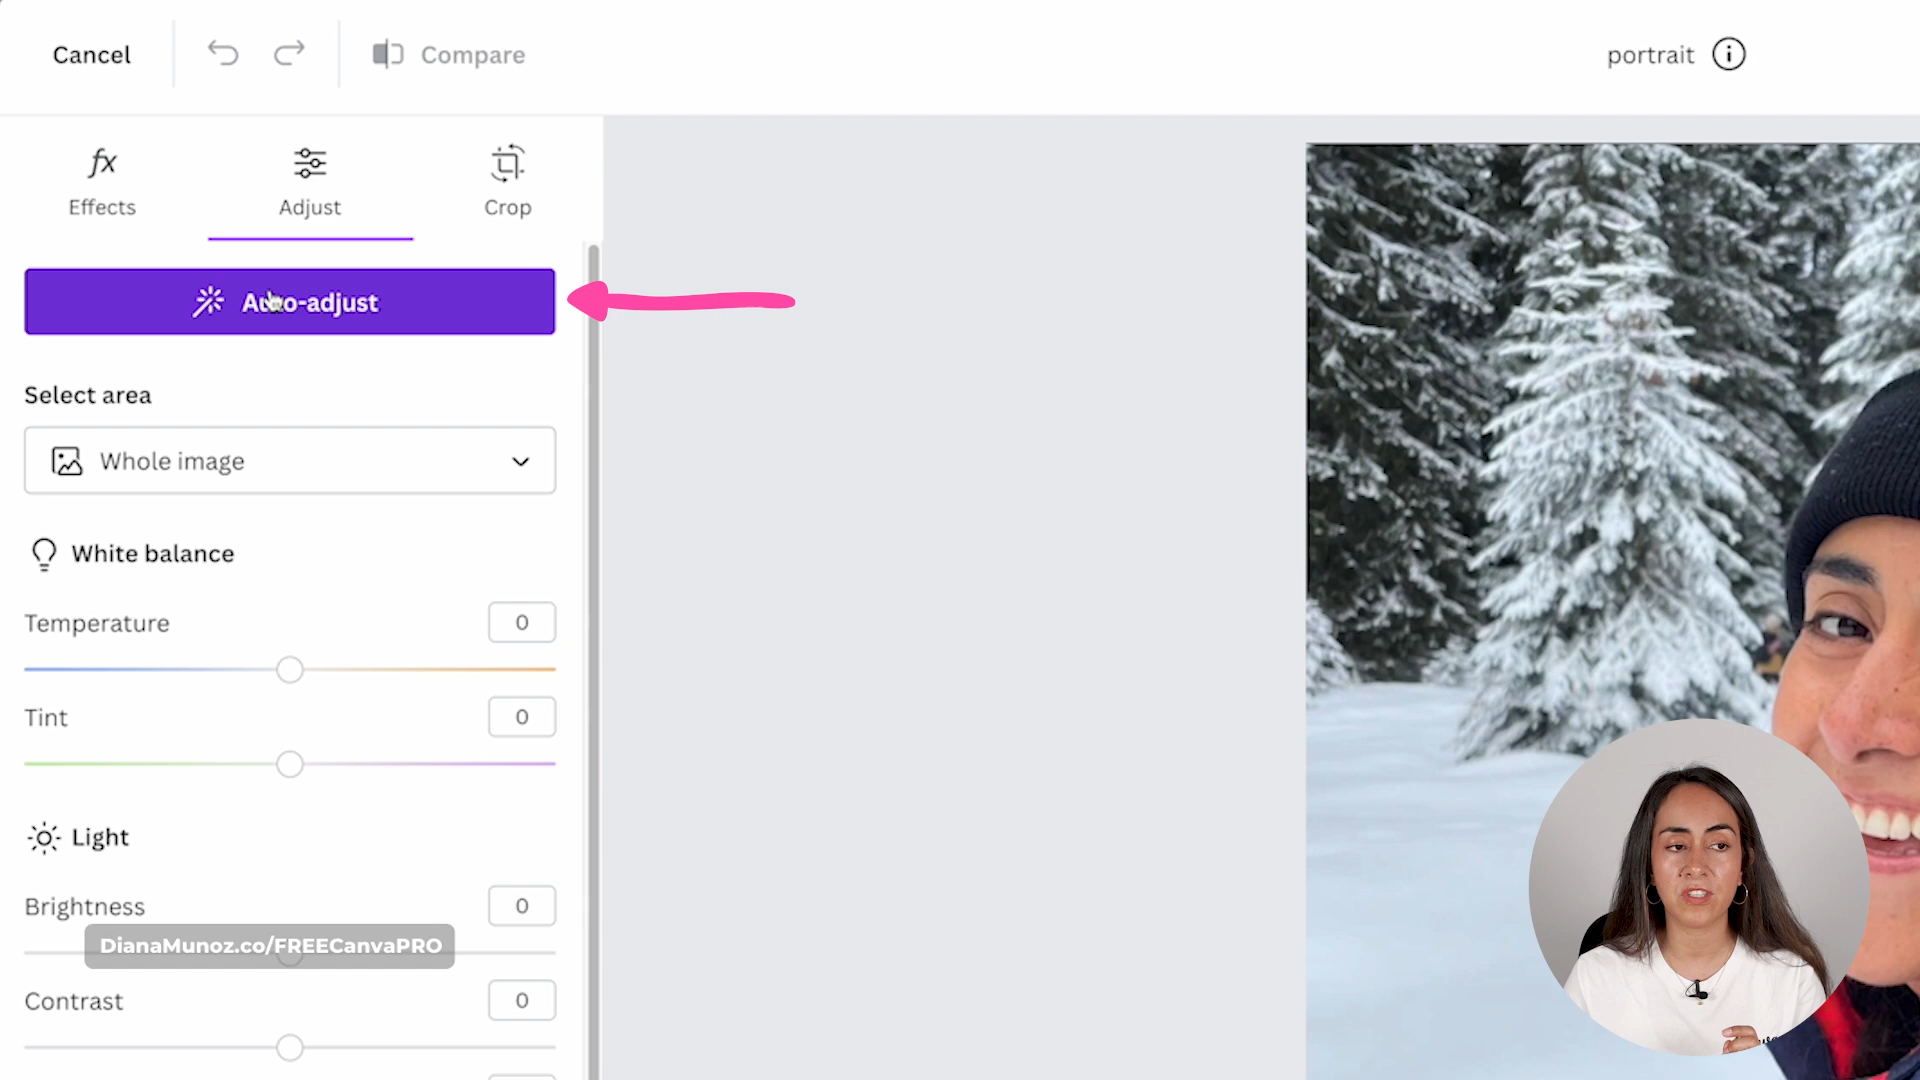 Cancel
Compare
portrait
Effects
Adjust
Crop
Auto-adjust
Select area
Whole image
White balance
Temperature
0
Tint
0
Light
Brightness
0
DianaMunoz.co/FREECanvaPRO
Contrast
0